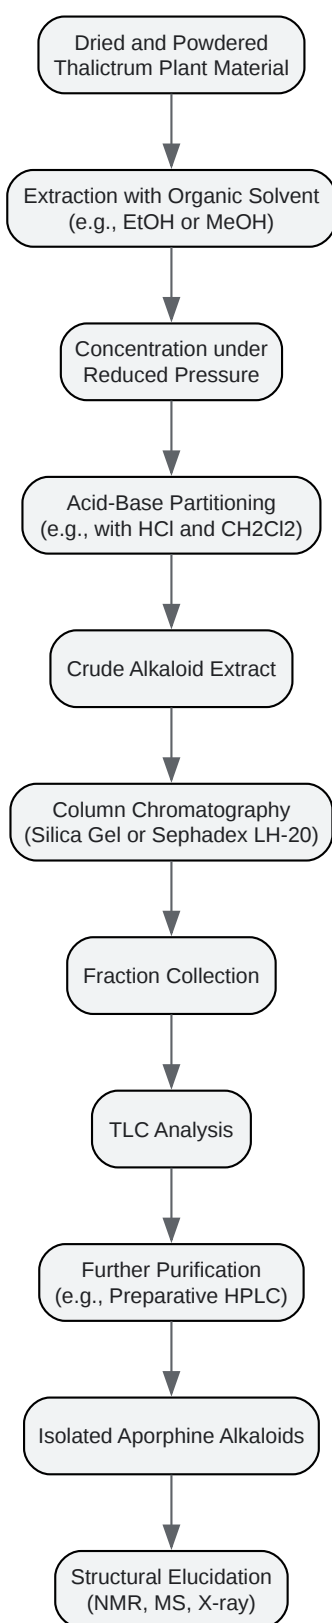 Dried and Powdered
Thalictrum Plant Material
Extraction with Organic Solvent
(e.g., EtOH or MeOH)
Concentration under
Reduced Pressure
Acid-Base Partitioning
(e.g., with HCl and CH2Cl2)
Crude Alkaloid Extract
Column Chromatography
(Silica Gel or Sephadex LH-20)
Fraction Collection
TLC Analysis
Further Purification
(e.g., Preparative HPLC)
Isolated Aporphine Alkaloids
Structural Elucidation
(NMR, MS, X-ray)